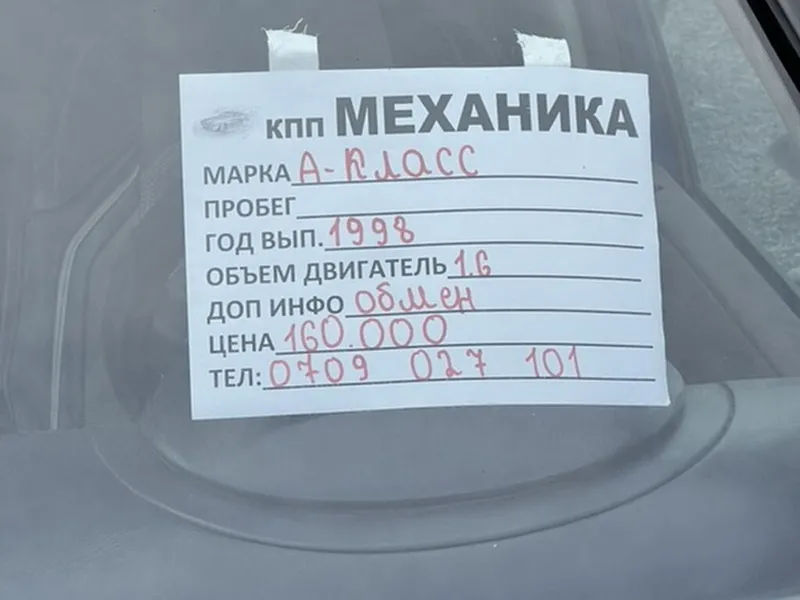 КПП МЕХАНИКА
МАРКА А-КЛАСС
ПРОБЕГ
ГОД ВЫП. 1998
ОБЪЕМ ДВИГАТЕЛЬ 1.6
ДОП ИНФО Обмен
ЦЕНА 160.000
ТЕЛ: 0709 027 101